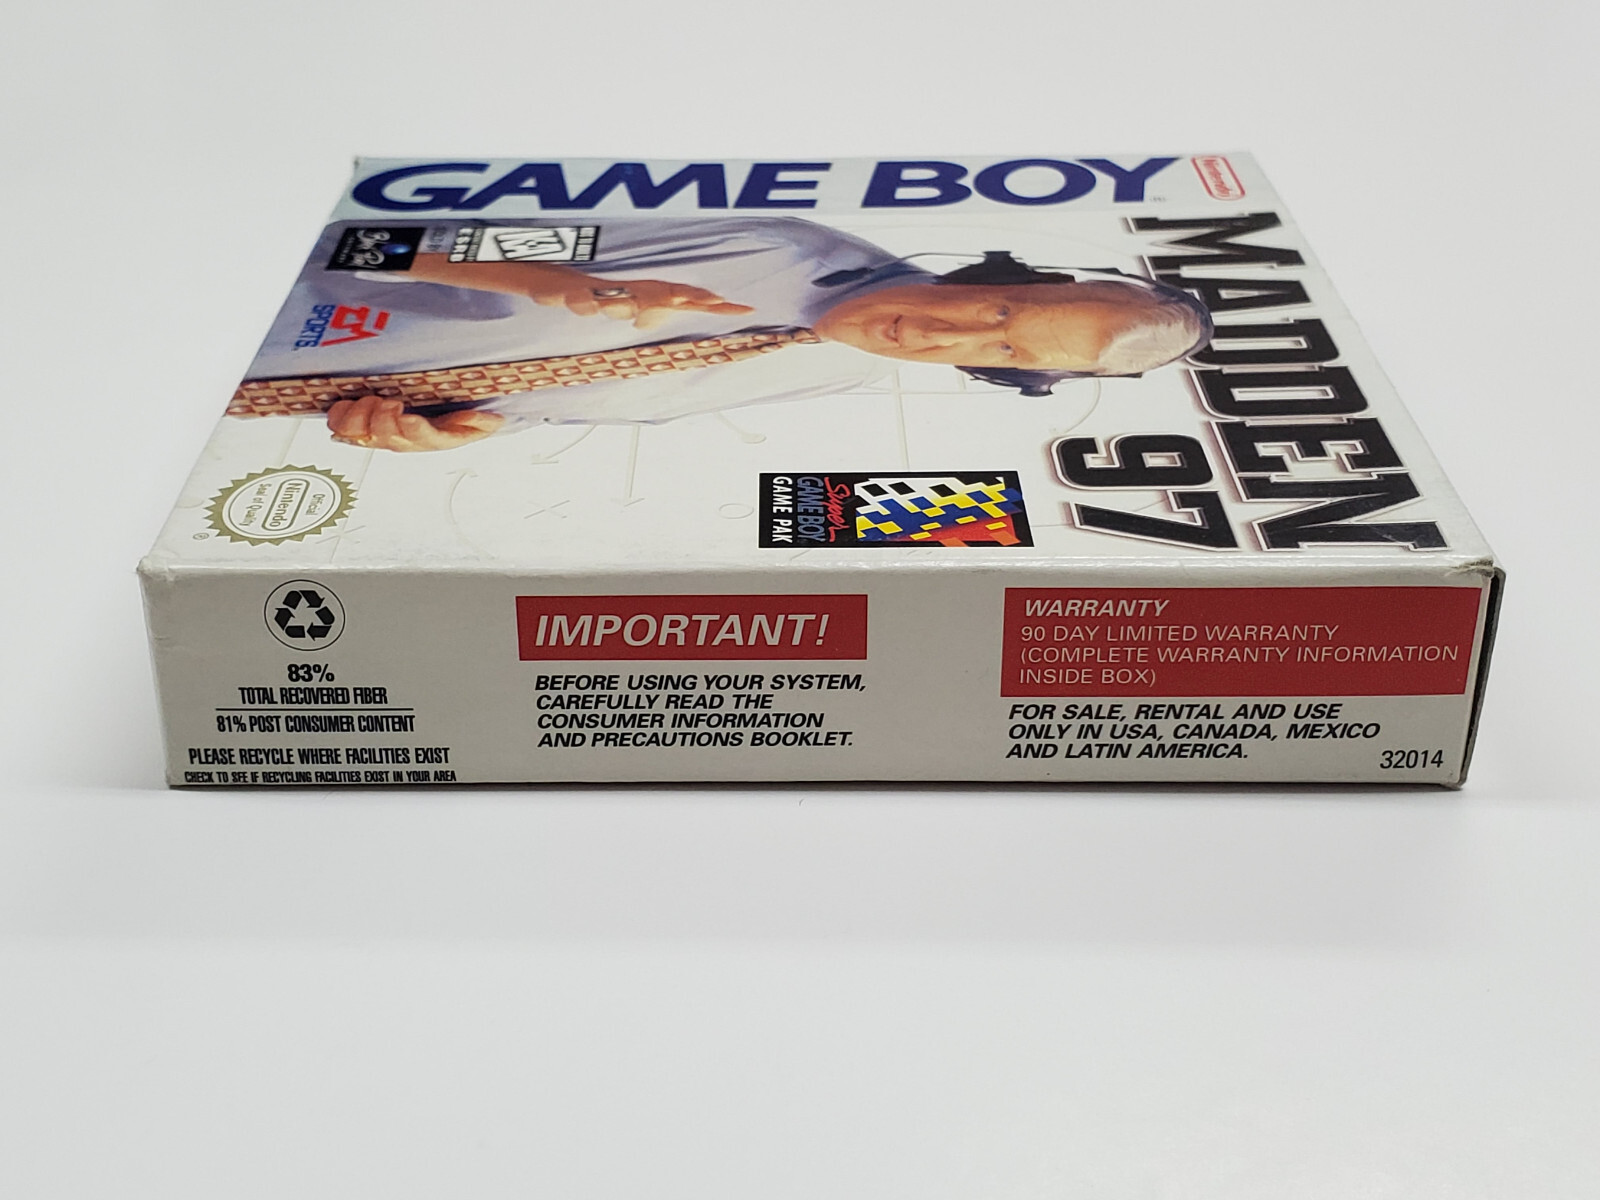 GAME BOY
Nintendo
MADDEN
97
K-A
EA
SPORTS
Official
Nintendo
Seal of Quality
®
Super
GAME BOY
GAME PAK
83%
TOTAL RECOVERED FIBER
81% POST CONSUMER CONTENT
PLEASE RECYCLE WHERE FACILITIES EXIST
CHECK TO SEE IF RECYCLING FACILITIES EXIST IN YOUR AREA
IMPORTANT!
BEFORE USING YOUR SYSTEM,
CAREFULLY READ THE
CONSUMER INFORMATION
AND PRECAUTIONS BOOKLET.
WARRANTY
90 DAY LIMITED WARRANTY
(COMPLETE WARRANTY INFORMATION
INSIDE BOX)
FOR SALE, RENTAL AND USE
ONLY IN USA, CANADA, MEXICO
AND LATIN AMERICA.
32014